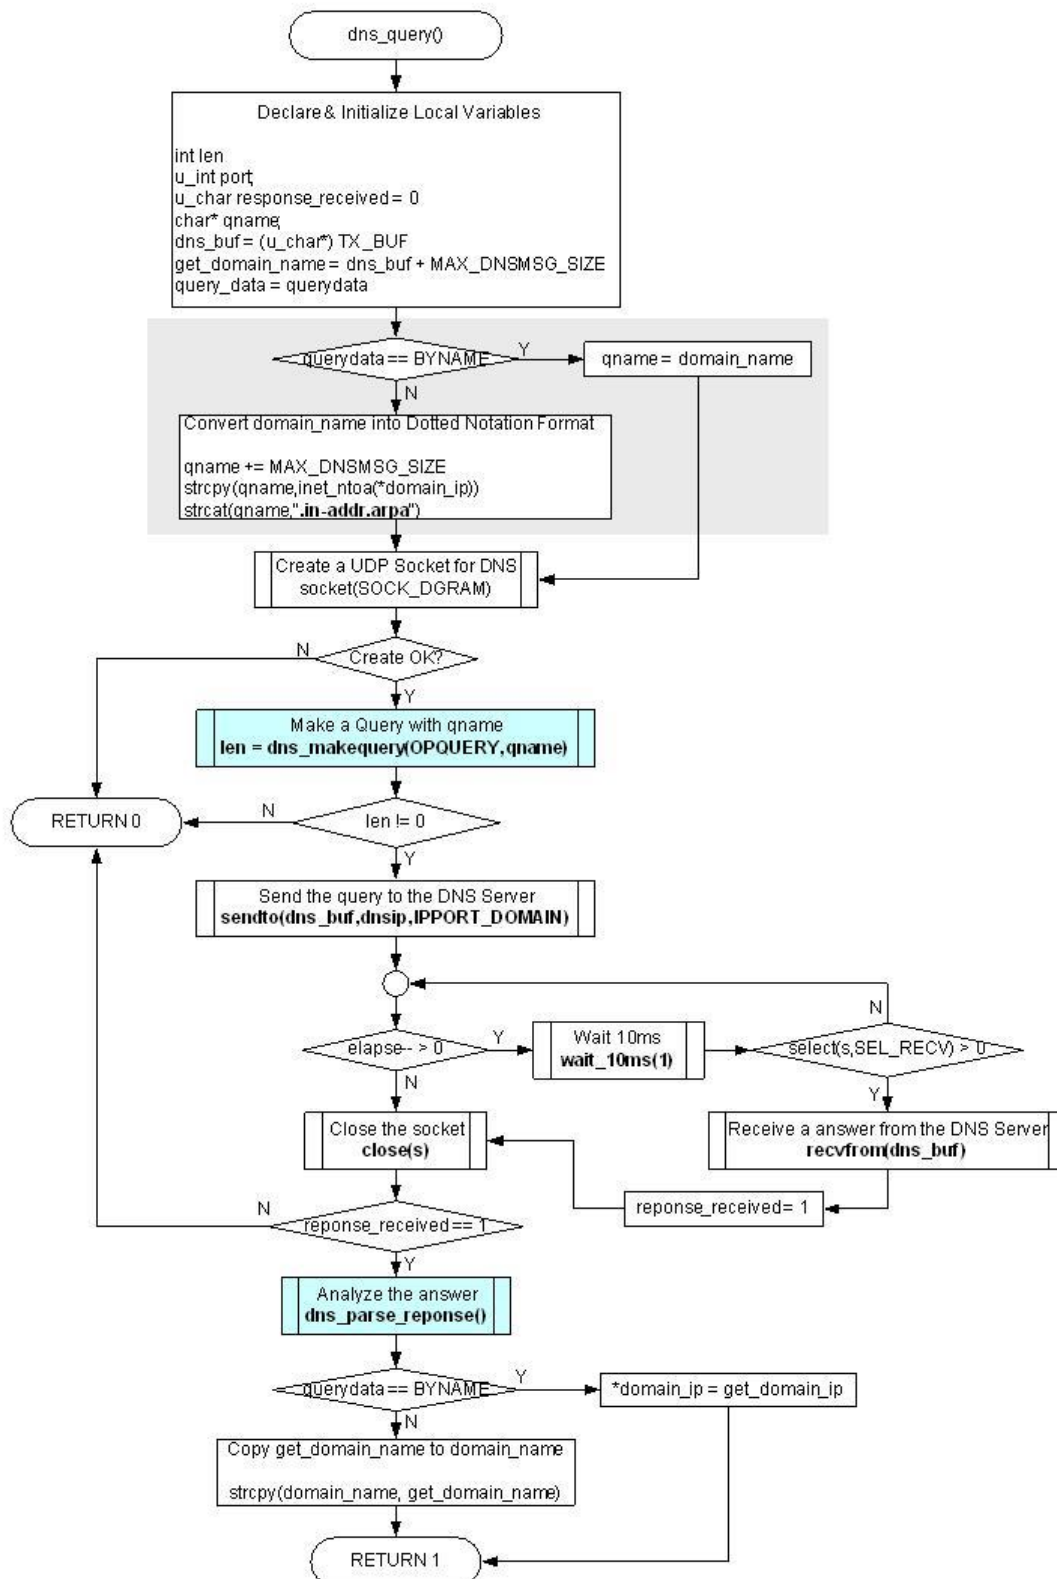 dns_query()
Declare & Initialize Local Variables
int len
u_int port;
u_char response_received = 0
char* qname;
dns_buf = (u_char*) TX_BUF
get_domain_name = dns_buf + MAX_DNSMSG_SIZE
query_data = querydata
querydata == BYNAME
Y
qname = domain_name
N
Convert domain_name into Dotted Notation Format
qname += MAX_DNSMSG_SIZE
strcpy(qname,inet_ntoa(*domain_ip))
strcat(qname,".in-addr.arpa")
Create a UDP Socket for DNS
socket(SOCK_DGRAM)
N
Create OK?
Y
Make a Query with qname
len = dns_makequery(OPQUERY,qname)
RETURN 0
N
len != 0
Y
Send the query to the DNS Server
sendto(dns_buf,dnsip,IPPORT_DOMAIN)
N
elapse-- > 0
Y
Wait 10ms
wait_10ms(1)
select(s,SEL_RECV) > 0
N
Y
Close the socket
close(s)
Receive a answer from the DNS Server
recvfrom(dns_buf)
reponse_received = 1
N
reponse_received == 1
Y
Analyze the answer
dns_parse_reponse()
querydata == BYNAME
Y
*domain_ip = get_domain_ip
N
Copy get_domain_name to domain_name
strcpy(domain_name, get_domain_name)
RETURN 1